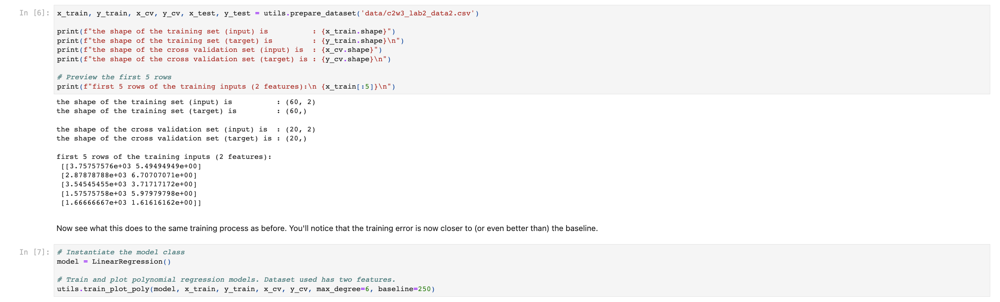 In [6]: x_train, y_train, x_cv, y_cv, x_test, y_test = utils.prepare_dataset('data/c2w3_lab2_data2.csv')
print(f"the shape of the training set (input) is          : {x_train.shape}")
print(f"the shape of the training set (target) is         : {y_train.shape}\n")
print(f"the shape of the cross validation set (input) is  : {x_cv.shape}")
print(f"the shape of the cross validation set (target) is : {y_cv.shape}\n")
# Preview the first 5 rows
print(f"first 5 rows of the training inputs (2 features):\n {x_train[:5]}\n")
the shape of the training set (input) is          : (60, 2)
the shape of the training set (target) is         : (60,)
the shape of the cross validation set (input) is  : (20, 2)
the shape of the cross validation set (target) is : (20,)
first 5 rows of the training inputs (2 features):
[[3.75757576e+03 5.49494949e+00]
[2.87878788e+03 6.70707071e+00]
[3.54545455e+03 3.71717172e+00]
[1.57575758e+03 5.97979798e+00]
[1.66666667e+03 1.61616162e+00]]
Now see what this does to the same training process as before. You'll notice that the training error is now closer to (or even better than) the baseline.
In [7]: # Instantiate the model class
model = LinearRegression()
# Train and plot polynomial regression models. Dataset used has two features.
utils.train_plot_poly(model, x_train, y_train, x_cv, y_cv, max_degree=6, baseline=250)